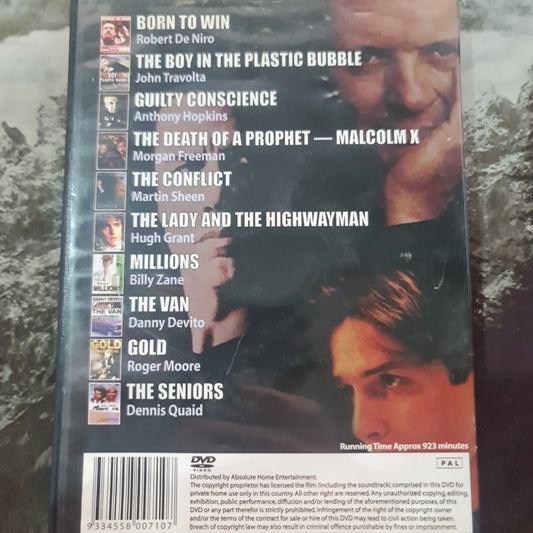 BORN TO WIN
Robert De Niro
THE BOY IN THE PLASTIC BUBBLE
John Travolta
GUILTY CONSCIENCE
Anthony Hopkins
THE DEATH OF A PROPHET — MALCOLM X
Morgan Freeman
THE CONFLICT
Martin Sheen
THE LADY AND THE HIGHWAYMAN
Hugh Grant
MILLIONS
MILLIONS
Billy Zane
DANNY DEVITO
THE VAN
THE VAN
Danny Devito
GOLD
GOLD
Roger Moore
THE SENIORS
Dennis Quaid
Running Time Approx 923 minutes
DVD
VIDEO
PAL
Distributed by Absolute Home Entertainment.
The copyright proprietor has licensed the film (including the soundtrack) comprised in this DVD for
private home use only in this country. All other right are reserved. Any unauthorized copying, editing,
exhibition, public performance, diffucion and/or lending of the aforementioned purposes, of this
DVD or any part therefor is strictly prohibited. Infringement of the right of the copyright owner
and/or the terms of the contract for sale or hire of this DVD may lead to civil action being taken.
Breach of copyright law may also result in criminal offence punishable by fines or imprisonment.
9334558 007107